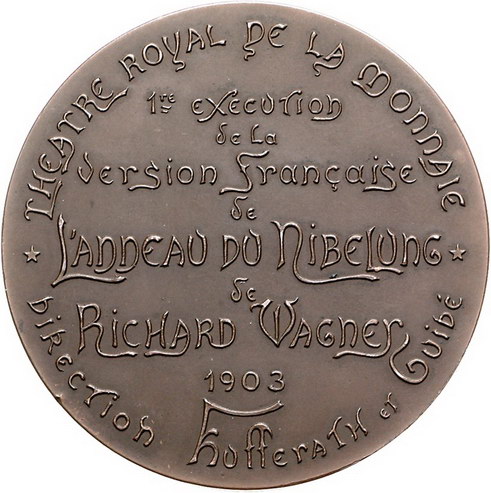 THEATRE ROYAL DE LA MONNAIE
1re execution
de la
Version Française
de
L'ANNEAU DU NIBELUNG
de
RICHARD WAGNER
1903
Direction Kufferath et Guidé